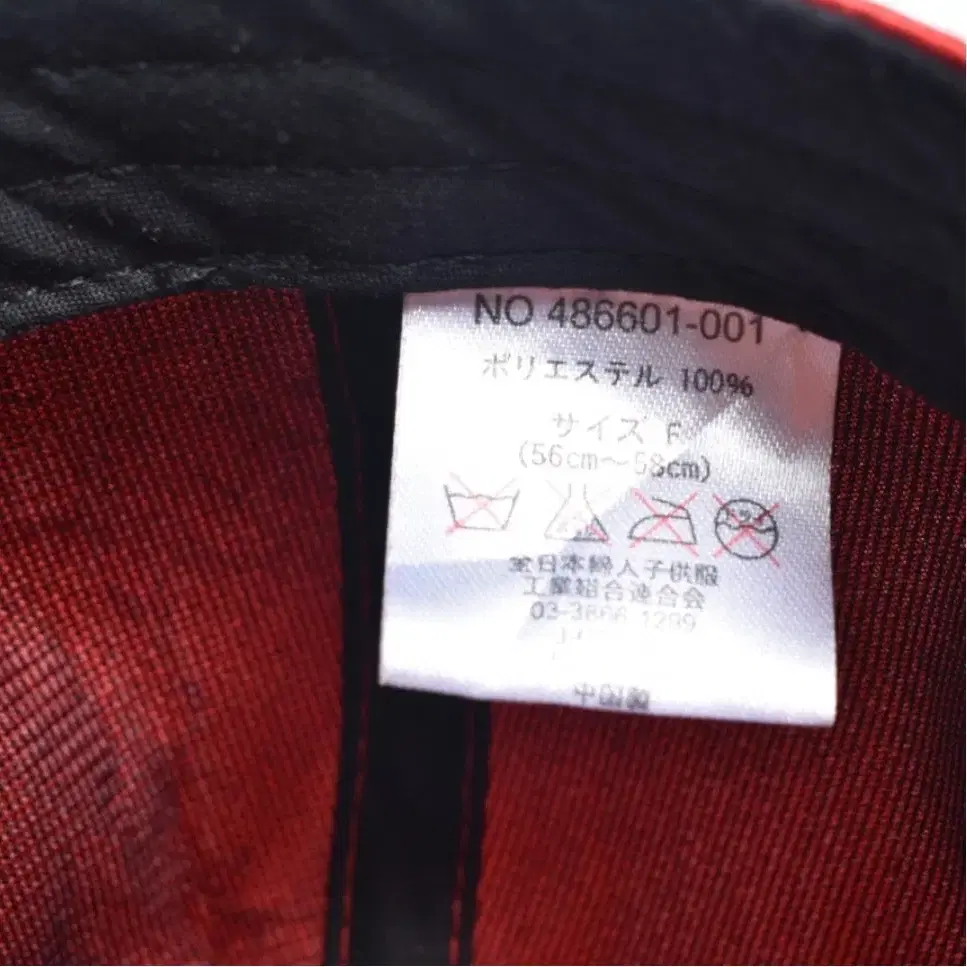 NO 486601-001
ポリエステル 100%
サイズ F
(56cm~58cm)
全日本婦人子供服
工業組合連合会
03-3866 1299
中国製